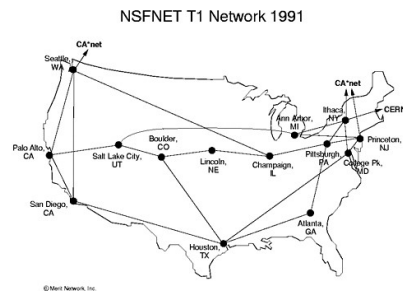 NSFNET T1 Network 1991
CA*net
Seattle,
WA
CA*net
Ithaca,
NY
CERN
Ann Arbor,
MI
Princeton,
NJ
Palo Alto,
CA
Salt Lake City,
UT
Boulder,
CO
Lincoln,
NE
Champaign,
IL
Pittsburgh,
PA
College Pk,
MD
San Diego,
CA
Houston,
TX
Atlanta,
GA
© Merit Network, Inc.